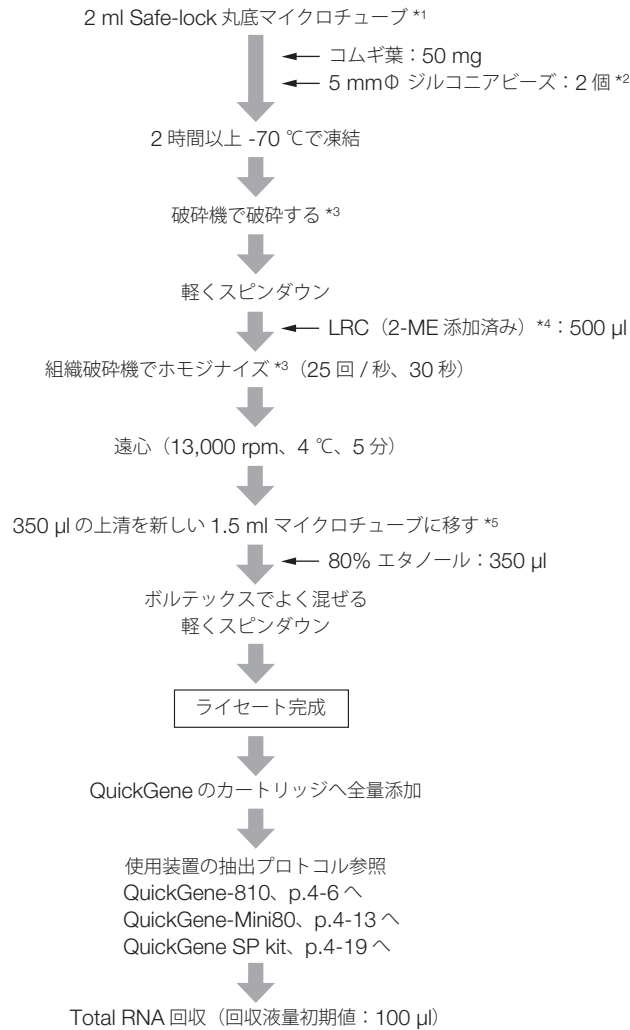 2 ml Safe-lock 丸底マイクロチューブ *1
コムギ葉：50 mg
5 mmΦ ジルコニアビーズ：2 個 *2
2 時間以上 -70 ℃で凍結
破砕機で破砕する *3
軽くスピンダウン
LRC（2-ME 添加済み）*4：500 μl
組織破砕機でホモジナイズ *3（25 回 / 秒、30 秒）
遠心（13,000 rpm、4 ℃、5 分）
350 μl の上清を新しい 1.5 ml マイクロチューブに移す *5
80% エタノール：350 μl
ボルテックスでよく混ぜる
軽くスピンダウン
ライセート完成
QuickGene のカートリッジへ全量添加
使用装置の抽出プロトコル参照
QuickGene-810、p.4-6 へ
QuickGene-Mini80、p.4-13 へ
QuickGene SP kit、p.4-19 へ
Total RNA 回収（回収液量初期値：100 μl）